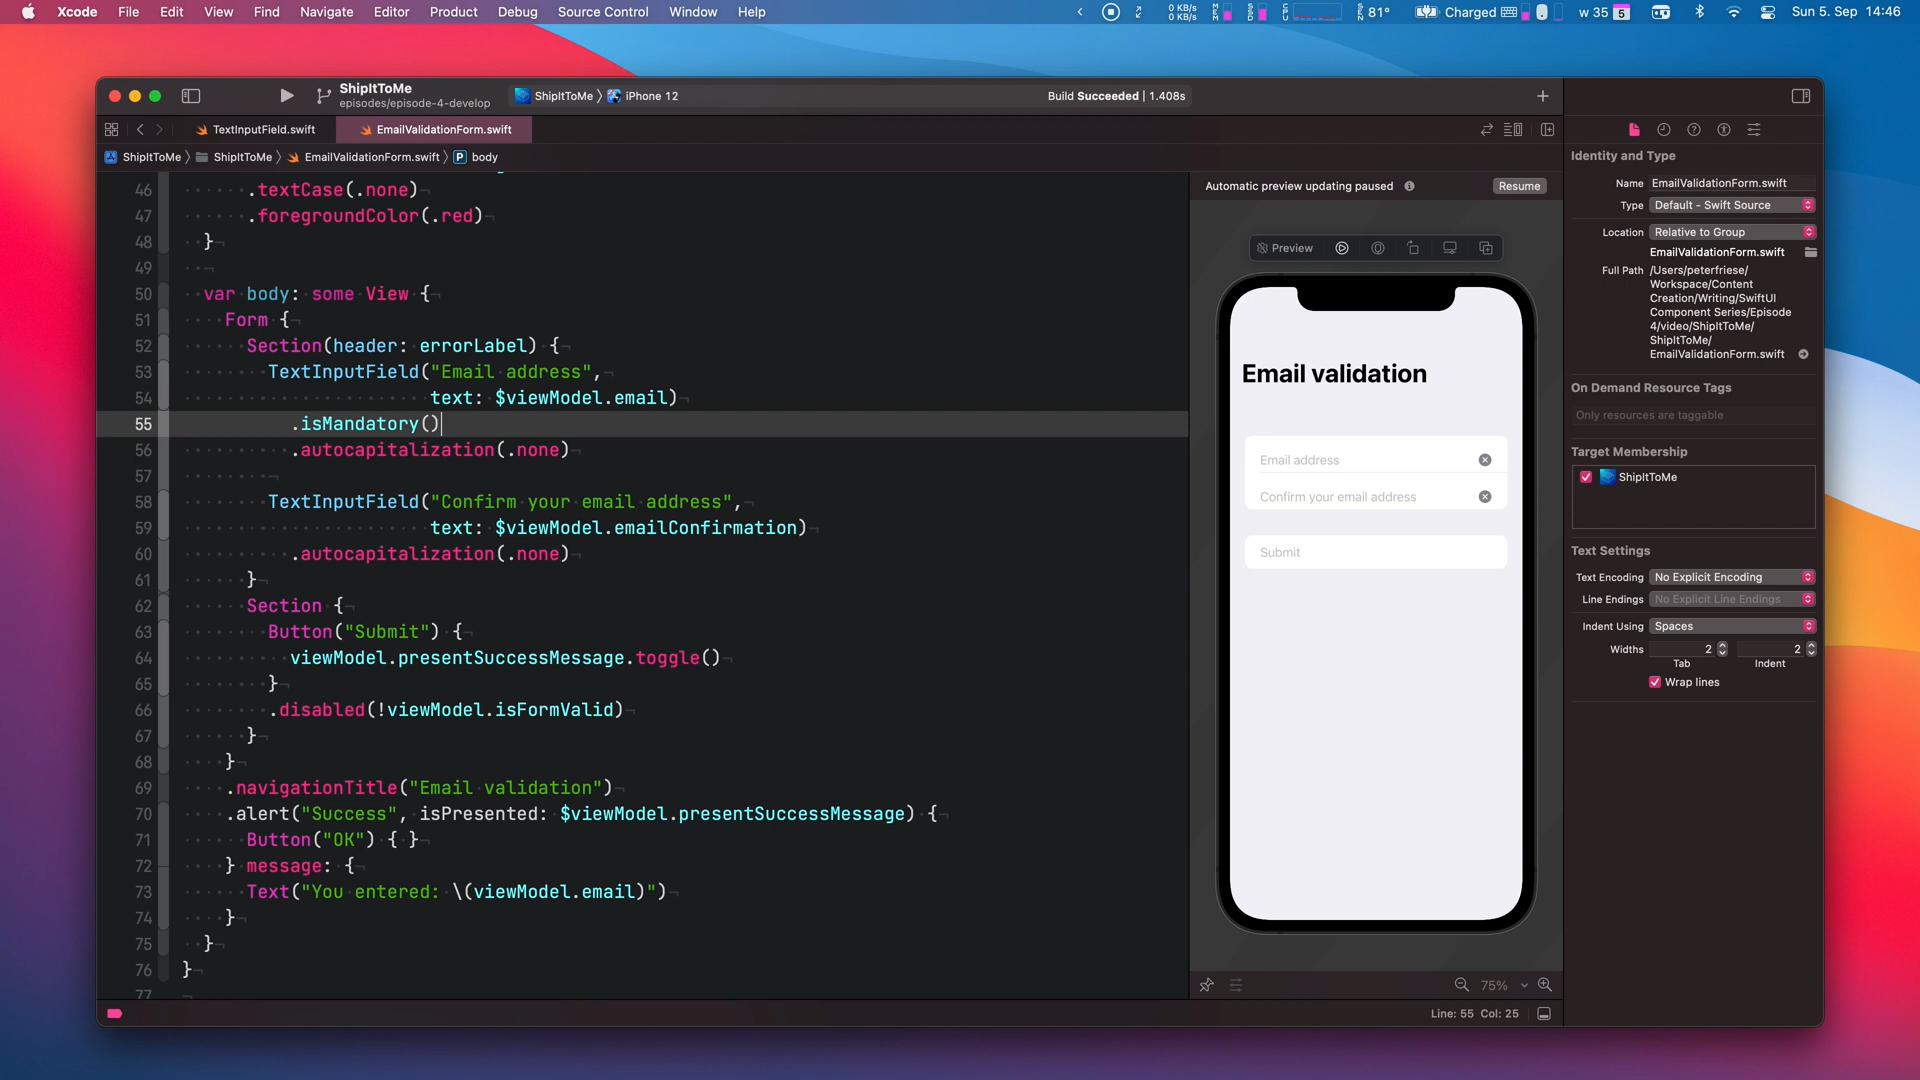 Xcode File Edit View Find Navigate Editor Product Debug Source Control Window Help
0 KB/s
0 KB/s
MEM
SSD
CPU
SEN
81°
Charged
w 35
5
Sun 5. Sep 14:46
ShipItToMe
episodes/episode-4-develop
ShipItToMe 〉 iPhone 12
Build Succeeded | 1.408s
TextInputField.swift
EmailValidationForm.swift
ShipItToMe 〉 ShipItToMe 〉 EmailValidationForm.swift 〉 P body
46 .textCase(.none)
47 .foregroundColor(.red)
48 }
49
50 var body: some View {
51 Form {
52 Section(header: errorLabel) {
53 TextInputField("Email address",
54 text: $viewModel.email)
55 .isMandatory()
56 .autocapitalization(.none)
57
58 TextInputField("Confirm your email address",
59 text: $viewModel.emailConfirmation)
60 .autocapitalization(.none)
61 }
62 Section {
63 Button("Submit") {
64 viewModel.presentSuccessMessage.toggle()
65 }
66 .disabled(!viewModel.isFormValid)
67 }
68 }
69 .navigationTitle("Email validation")
70 .alert("Success", isPresented: $viewModel.presentSuccessMessage) {
71 Button("OK") { }
72 } message: {
73 Text("You entered: \(viewModel.email)")
74 }
75 }
76 }
77
Line: 55 Col: 25
Automatic preview updating paused
Resume
Preview
Email validation
Email address
Confirm your email address
Submit
75%
Identity and Type
Name EmailValidationForm.swift
Type Default - Swift Source
Location Relative to Group
EmailValidationForm.swift
Full Path /Users/peterfriese/
Workspace/Content
Creation/Writing/SwiftUI
Component Series/Episode
4/video/ShipItToMe/
ShipItToMe/
EmailValidationForm.swift
On Demand Resource Tags
Only resources are taggable
Target Membership
ShipItToMe
Text Settings
Text Encoding No Explicit Encoding
Line Endings No Explicit Line Endings
Indent Using Spaces
Widths 2 2
Tab Indent
Wrap lines